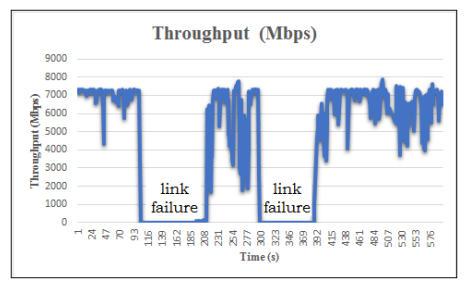 Throughput (Mbps)
9000
8000
7000
6000
5000
4000
3000
2000
1000
0
Throughput (Mbps)
link
failure
link
failure
1 24 47 70 93 116 139 162 185 208 231 254 277 300 323 346 369 392 415 438 461 484 507 530 553 576
Time (s)